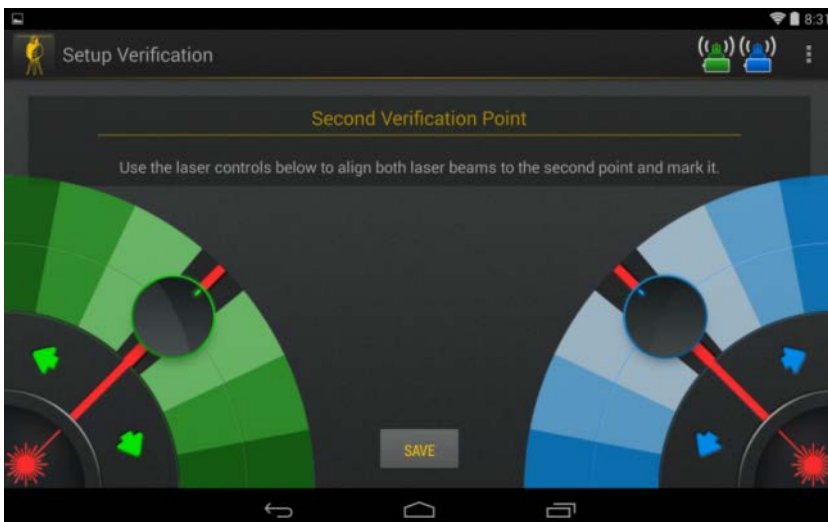 8:31
Setup Verification
Second Verification Point
Use the laser controls below to align both laser beams to the second point and mark it.
SAVE